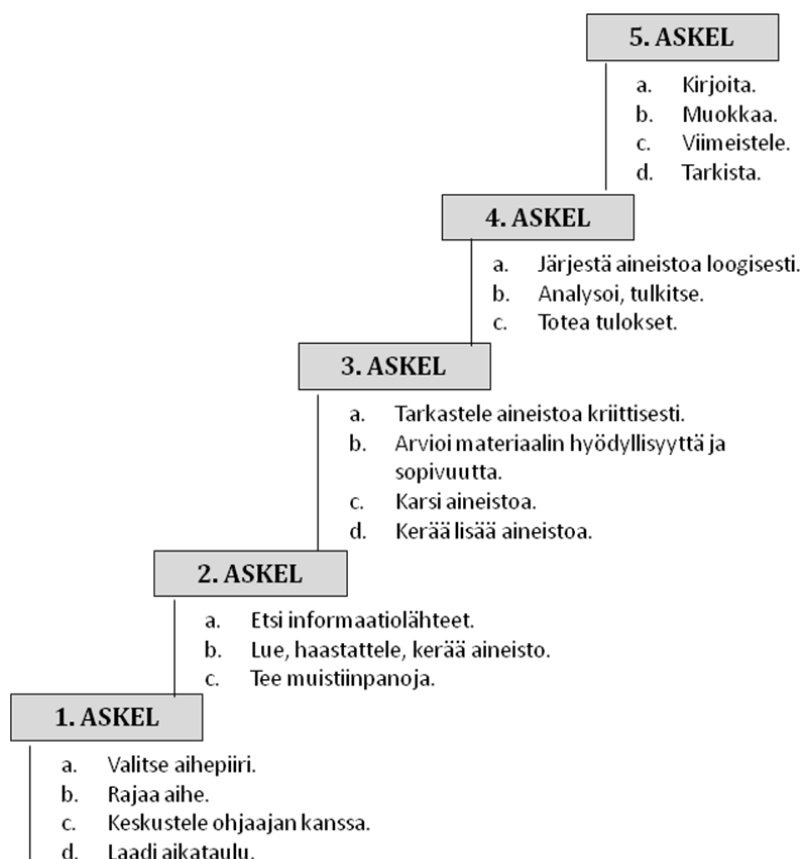 5. ASKEL
a. Kirjoita.
b. Muokkaa.
c. Viimeistele.
d. Tarkista.
4. ASKEL
a. Järjestä aineistoa loogisesti.
b. Analysoi, tulkitse.
c. Totea tulokset.
3. ASKEL
a. Tarkastele aineistoa kriittisesti.
b. Arvioi materiaalin hyödyllisyyttä ja
sopivuutta.
c. Karsi aineistoa.
d. Kerää lisää aineistoa.
2. ASKEL
a. Etsi informaatiolähteet.
b. Lue, haastattele, kerää aineisto.
c. Tee muistiinpanoja.
1. ASKEL
a. Valitse aihepiiri.
b. Rajaa aihe.
c. Keskustele ohjaajan kanssa.
d. Laadi aikataulu.